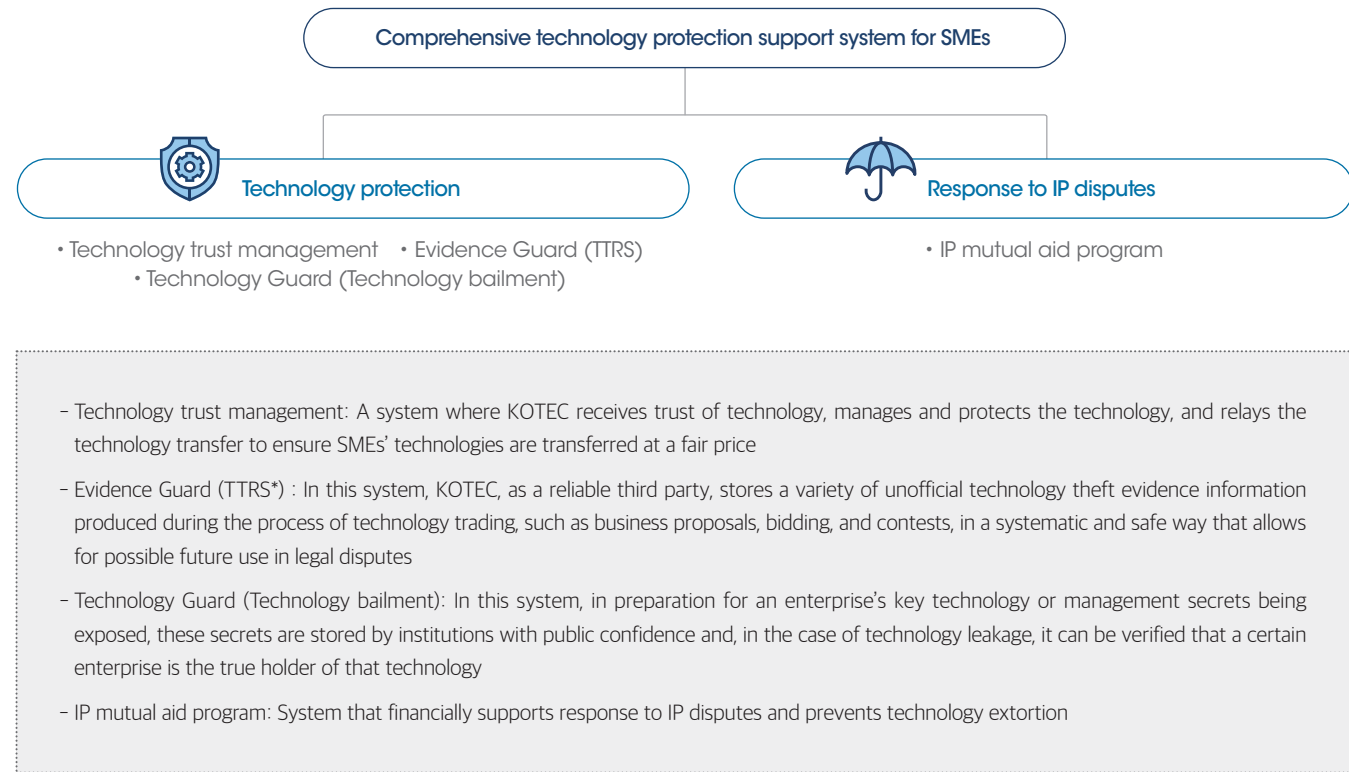 Comprehensive technology protection support system for SMEs
Technology protection
Response to IP disputes
• Technology trust management • Evidence Guard (TTRS)
• Technology Guard (Technology bailment)
• IP mutual aid program
– Technology trust management: A system where KOTEC receives trust of technology, manages and protects the technology, and relays the
technology transfer to ensure SMEs’ technologies are transferred at a fair price
– Evidence Guard (TTRS*) : In this system, KOTEC, as a reliable third party, stores a variety of unofficial technology theft evidence information
produced during the process of technology trading, such as business proposals, bidding, and contests, in a systematic and safe way that allows
for possible future use in legal disputes
– Technology Guard (Technology bailment): In this system, in preparation for an enterprise’s key technology or management secrets being
exposed, these secrets are stored by institutions with public confidence and, in the case of technology leakage, it can be verified that a certain
enterprise is the true holder of that technology
– IP mutual aid program: System that financially supports response to IP disputes and prevents technology extortion